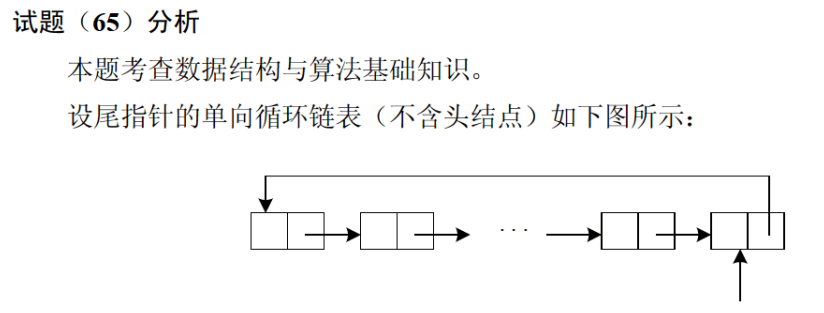 试题（65）分析
本题考查数据结构与算法基础知识。
设尾指针的单向循环链表（不含头结点）如下图所示：
···